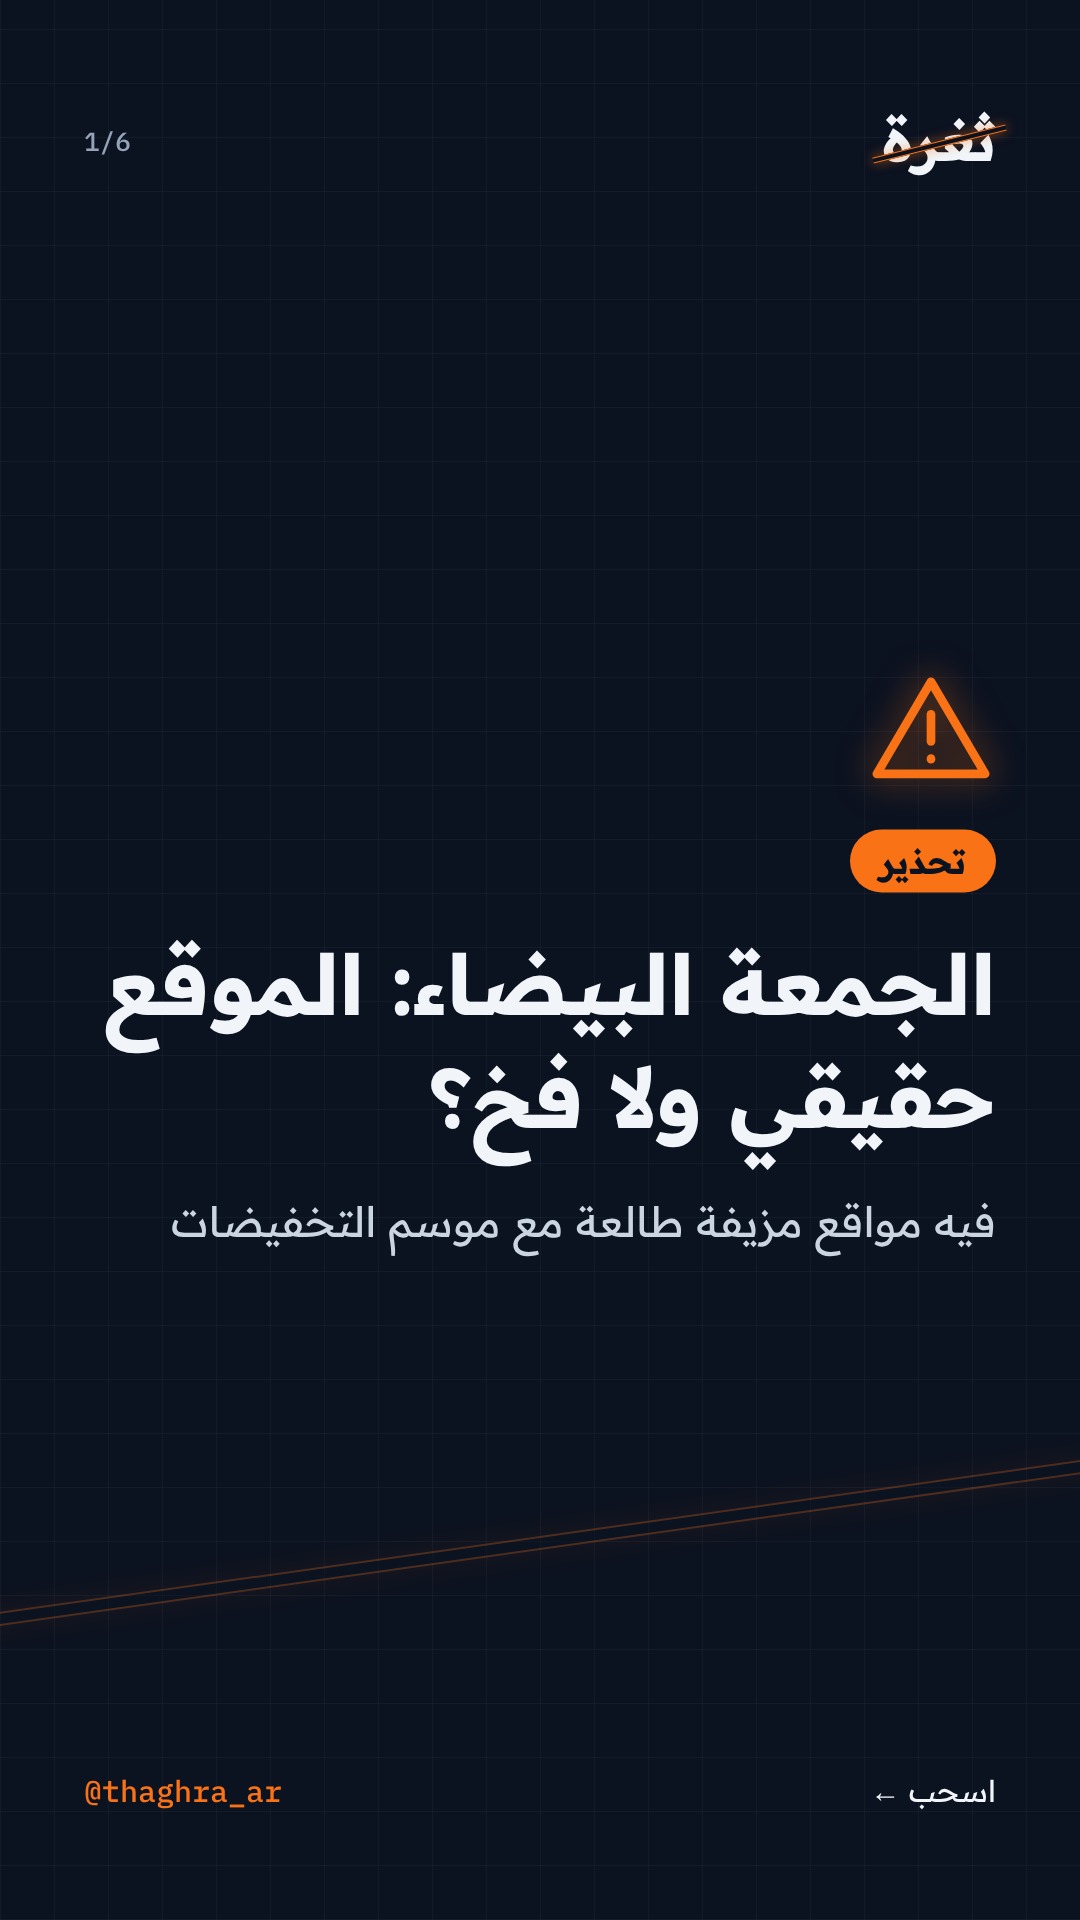 ثغرة
1/6
تحذير
الجمعة البيضاء: الموقع
حقيقي ولا فخ؟
فيه مواقع مزيفة طالعة مع موسم التخفيضات
اسحب ←
@thaghra_ar